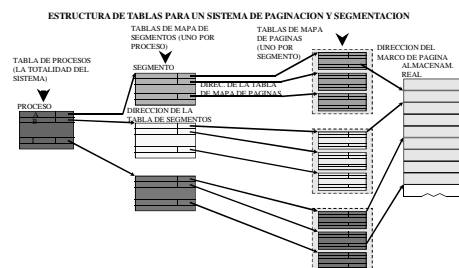 ESTRUCTURA DE TABLAS PARA UN SISTEMA DE PAGINACION Y SEGMENTACION
TABLA DE PROCESOS
(LA TOTALIDAD DEL
SISTEMA)
TABLAS DE MAPA DE
SEGMENTOS (UNO POR
PROCESO)
TABLAS DE MAPA
DE PAGINAS
(UNO POR
SEGMENTO)
DIRECCION DEL
MARCO DE PAGINA
ALMACENAM.
REAL
SEGMENTO
DIREC. DE LA TABLA
DE MAPA DE PAGINAS
PROCESO
A
B
DIRECCION DE LA
TABLA DE SEGMENTOS